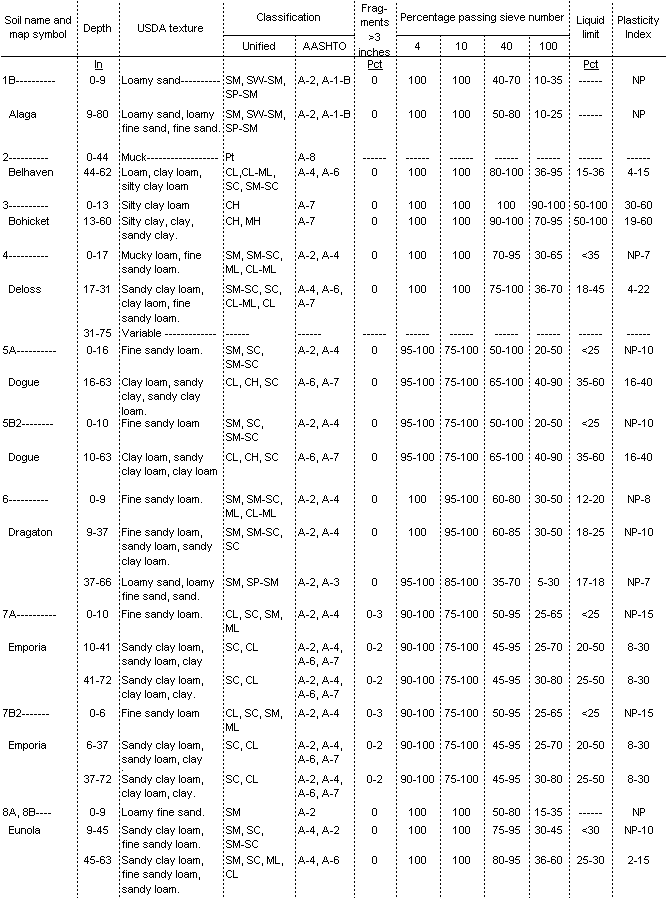 Soil name and map symbol | Depth | USDA texture | Classification | Frag- ments >3 inches | Percentage passing sieve number | Liquid limit | Plasticity Index
Unified | AASHTO | 4 | 10 | 40 | 100
In | Pct | Pct
1B---------- | 0-9 | Loamy sand---------- | SM, SW-SM, | A-2, A-1-B | 0 | 100 | 100 | 40-70 | 10-35 | ------ | NP
SP-SM
Alaga | 9-80 | Loamy sand, loamy | SM, SW-SM, | A-2, A-1-B | 0 | 100 | 100 | 50-80 | 10-25 | ------ | NP
fine sand, fine sand. | SP-SM
2---------- | 0-44 | Muck------------------ | Pt | A-8 | ------ | ------ | ------ | ------ | ------ | ------ | ------
Belhaven | 44-62 | Loam, clay loam, | CL,CL-ML, | A-4, A-6 | 0 | 100 | 100 | 80-100 | 36-95 | 15-36 | 4-15
silty clay loam | SC, SM-SC
3---------- | 0-13 | Silty clay loam | CH | A-7 | 0 | 100 | 100 | 100 | 90-100 | 50-100 | 30-60
Bohicket | 13-60 | Silty clay, clay, | CH, MH | A-7 | 0 | 100 | 100 | 90-100 | 70-95 | 50-100 | 19-60
sandy clay.
4---------- | 0-17 | Mucky loam, fine | SM, SM-SC, | A-2, A-4 | 0 | 100 | 100 | 70-95 | 30-65 | <35 | NP-7
sandy loam. | ML, CL-ML
Deloss | 17-31 | Sandy clay loam, | SM-SC, SC, | A-4, A-6, | 0 | 100 | 100 | 75-100 | 36-70 | 18-45 | 4-22
clay laom, fine | CL-ML, CL | A-7
sandy loam.
31-75 | Variable ------------- | ------ | ------ | ------ | ------ | ------ | ------ | ------ | ------ | ------
5A---------- | 0-16 | Fine sandy loam. | SM, SC, | A-2, A-4 | 0 | 95-100 | 75-100 | 50-100 | 20-50 | <25 | NP-10
SM-SC
Dogue | 16-63 | Clay loam, sandy | CL, CH, SC | A-6, A-7 | 0 | 95-100 | 75-100 | 65-100 | 40-90 | 35-60 | 16-40
clay, sandy clay
loam.
5B2-------- | 0-10 | Fine sandy loam | SM, SC, | A-2, A-4 | 0 | 95-100 | 75-100 | 50-100 | 20-50 | <25 | NP-10
SM-SC
Dogue | 10-63 | Clay loam, sandy | CL, CH, SC | A-6, A-7 | 0 | 95-100 | 75-100 | 65-100 | 40-90 | 35-60 | 16-40
clay loam, clay loam
6---------- | 0-9 | Fine sandy loam. | SM, SM-SC, | A-2, A-4 | 0 | 100 | 95-100 | 60-80 | 30-50 | 12-20 | NP-8
ML, CL-ML
Dragaton | 9-37 | Fine sandy loam, | SM, SM-SC, | A-2, A-4 | 0 | 100 | 95-100 | 60-85 | 30-50 | 18-25 | NP-10
sandy loam, sandy | SC
clay loam.
37-66 | Loamy sand, loamy | SM, SP-SM | A-2, A-3 | 0 | 95-100 | 85-100 | 35-70 | 5-30 | 17-18 | NP-7
fine sand, sand.
7A---------- | 0-10 | Fine sandy loam. | CL, SC, SM, | A-2, A-4 | 0-3 | 90-100 | 75-100 | 50-95 | 25-65 | <25 | NP-15
ML
Emporia | 10-41 | Sandy clay loam, | SC, CL | A-2, A-4, | 0-2 | 90-100 | 75-100 | 45-95 | 25-70 | 20-50 | 8-30
sandy loam, clay | A-6, A-7
41-72 | Sandy clay loam, | SC, CL | A-2, A-4, | 0-2 | 90-100 | 75-100 | 45-95 | 30-80 | 25-50 | 8-30
clay loam, clay. | A-6, A-7
7B2------- | 0-6 | Fine sandy loam | CL, SC, SM, | A-2, A-4 | 0-3 | 90-100 | 75-100 | 50-95 | 25-65 | <25 | NP-15
ML
Emporia | 6-37 | Sandy clay loam, | SC, CL | A-2, A-4, | 0-2 | 90-100 | 75-100 | 45-95 | 25-70 | 20-50 | 8-30
sandy loam, clay | A-6, A-7
37-72 | Sandy clay loam, | SC, CL | A-2, A-4, | 0-2 | 90-100 | 75-100 | 45-95 | 30-80 | 25-50 | 8-30
clay loam, clay. | A-6, A-7
8A, 8B---- | 0-9 | Loamy fine sand. | SM | A-2 | 0 | 100 | 100 | 50-80 | 15-35 | ------ | NP
Eunola | 9-45 | Sandy clay loam, | SM, SC, | A-4, A-2 | 0 | 100 | 100 | 75-95 | 30-45 | <30 | NP-10
fine sandy loam. | SM-SC
45-63 | Sandy clay loam, | SM, SC, ML, | A-4, A-6 | 0 | 100 | 100 | 80-95 | 36-60 | 25-30 | 2-15
fine sandy loam, | CL
sandy loam.